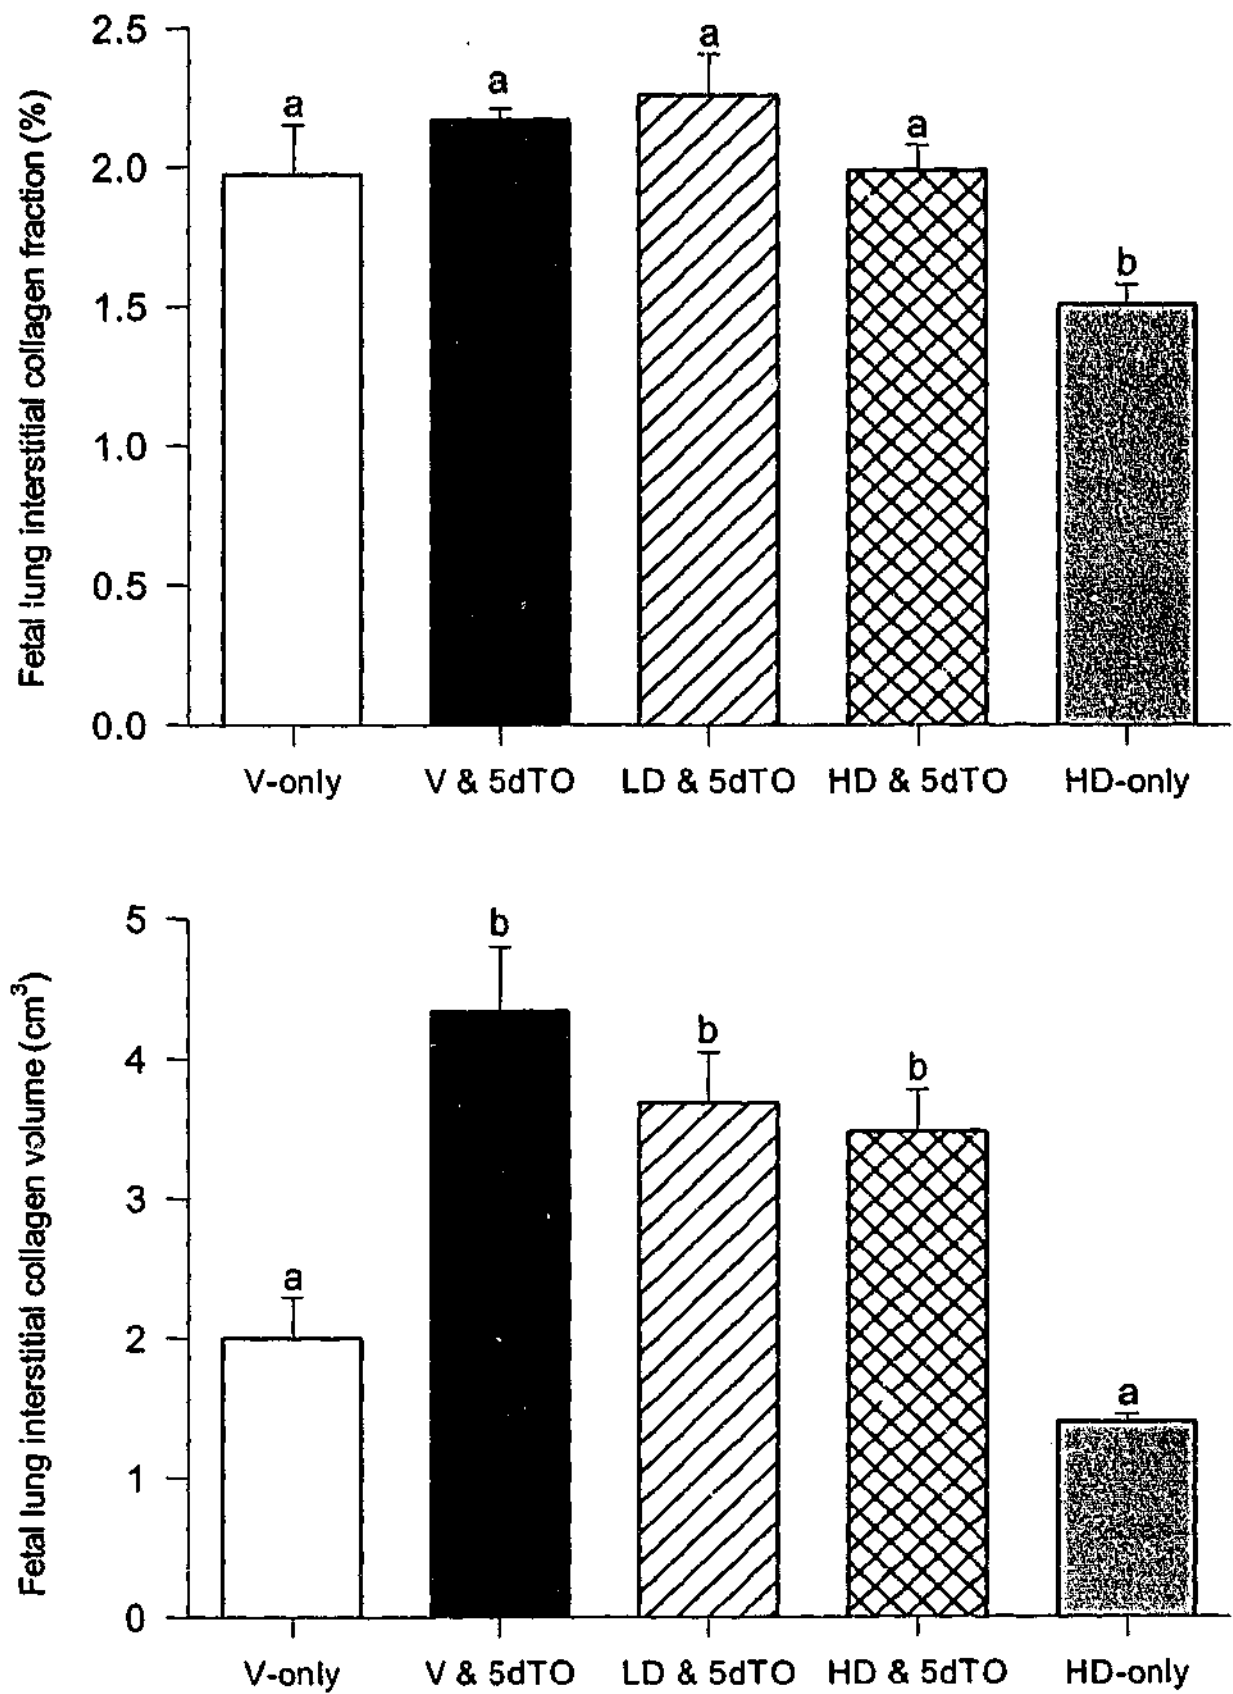 Fetal lung interstitial collagen fraction (%)
2.5
2.0
1.5
1.0
0.5
0.0
a
a
a
a
b
V-only
V & 5dTO
LD & 5dTO
HD & 5dTO
HD-only
Fetal lung interstitial collagen volume (cm³)
5
4
3
2
1
0
a
b
b
b
a
V-only
V & 5dTO
LD & 5dTO
HD & 5dTO
HD-only